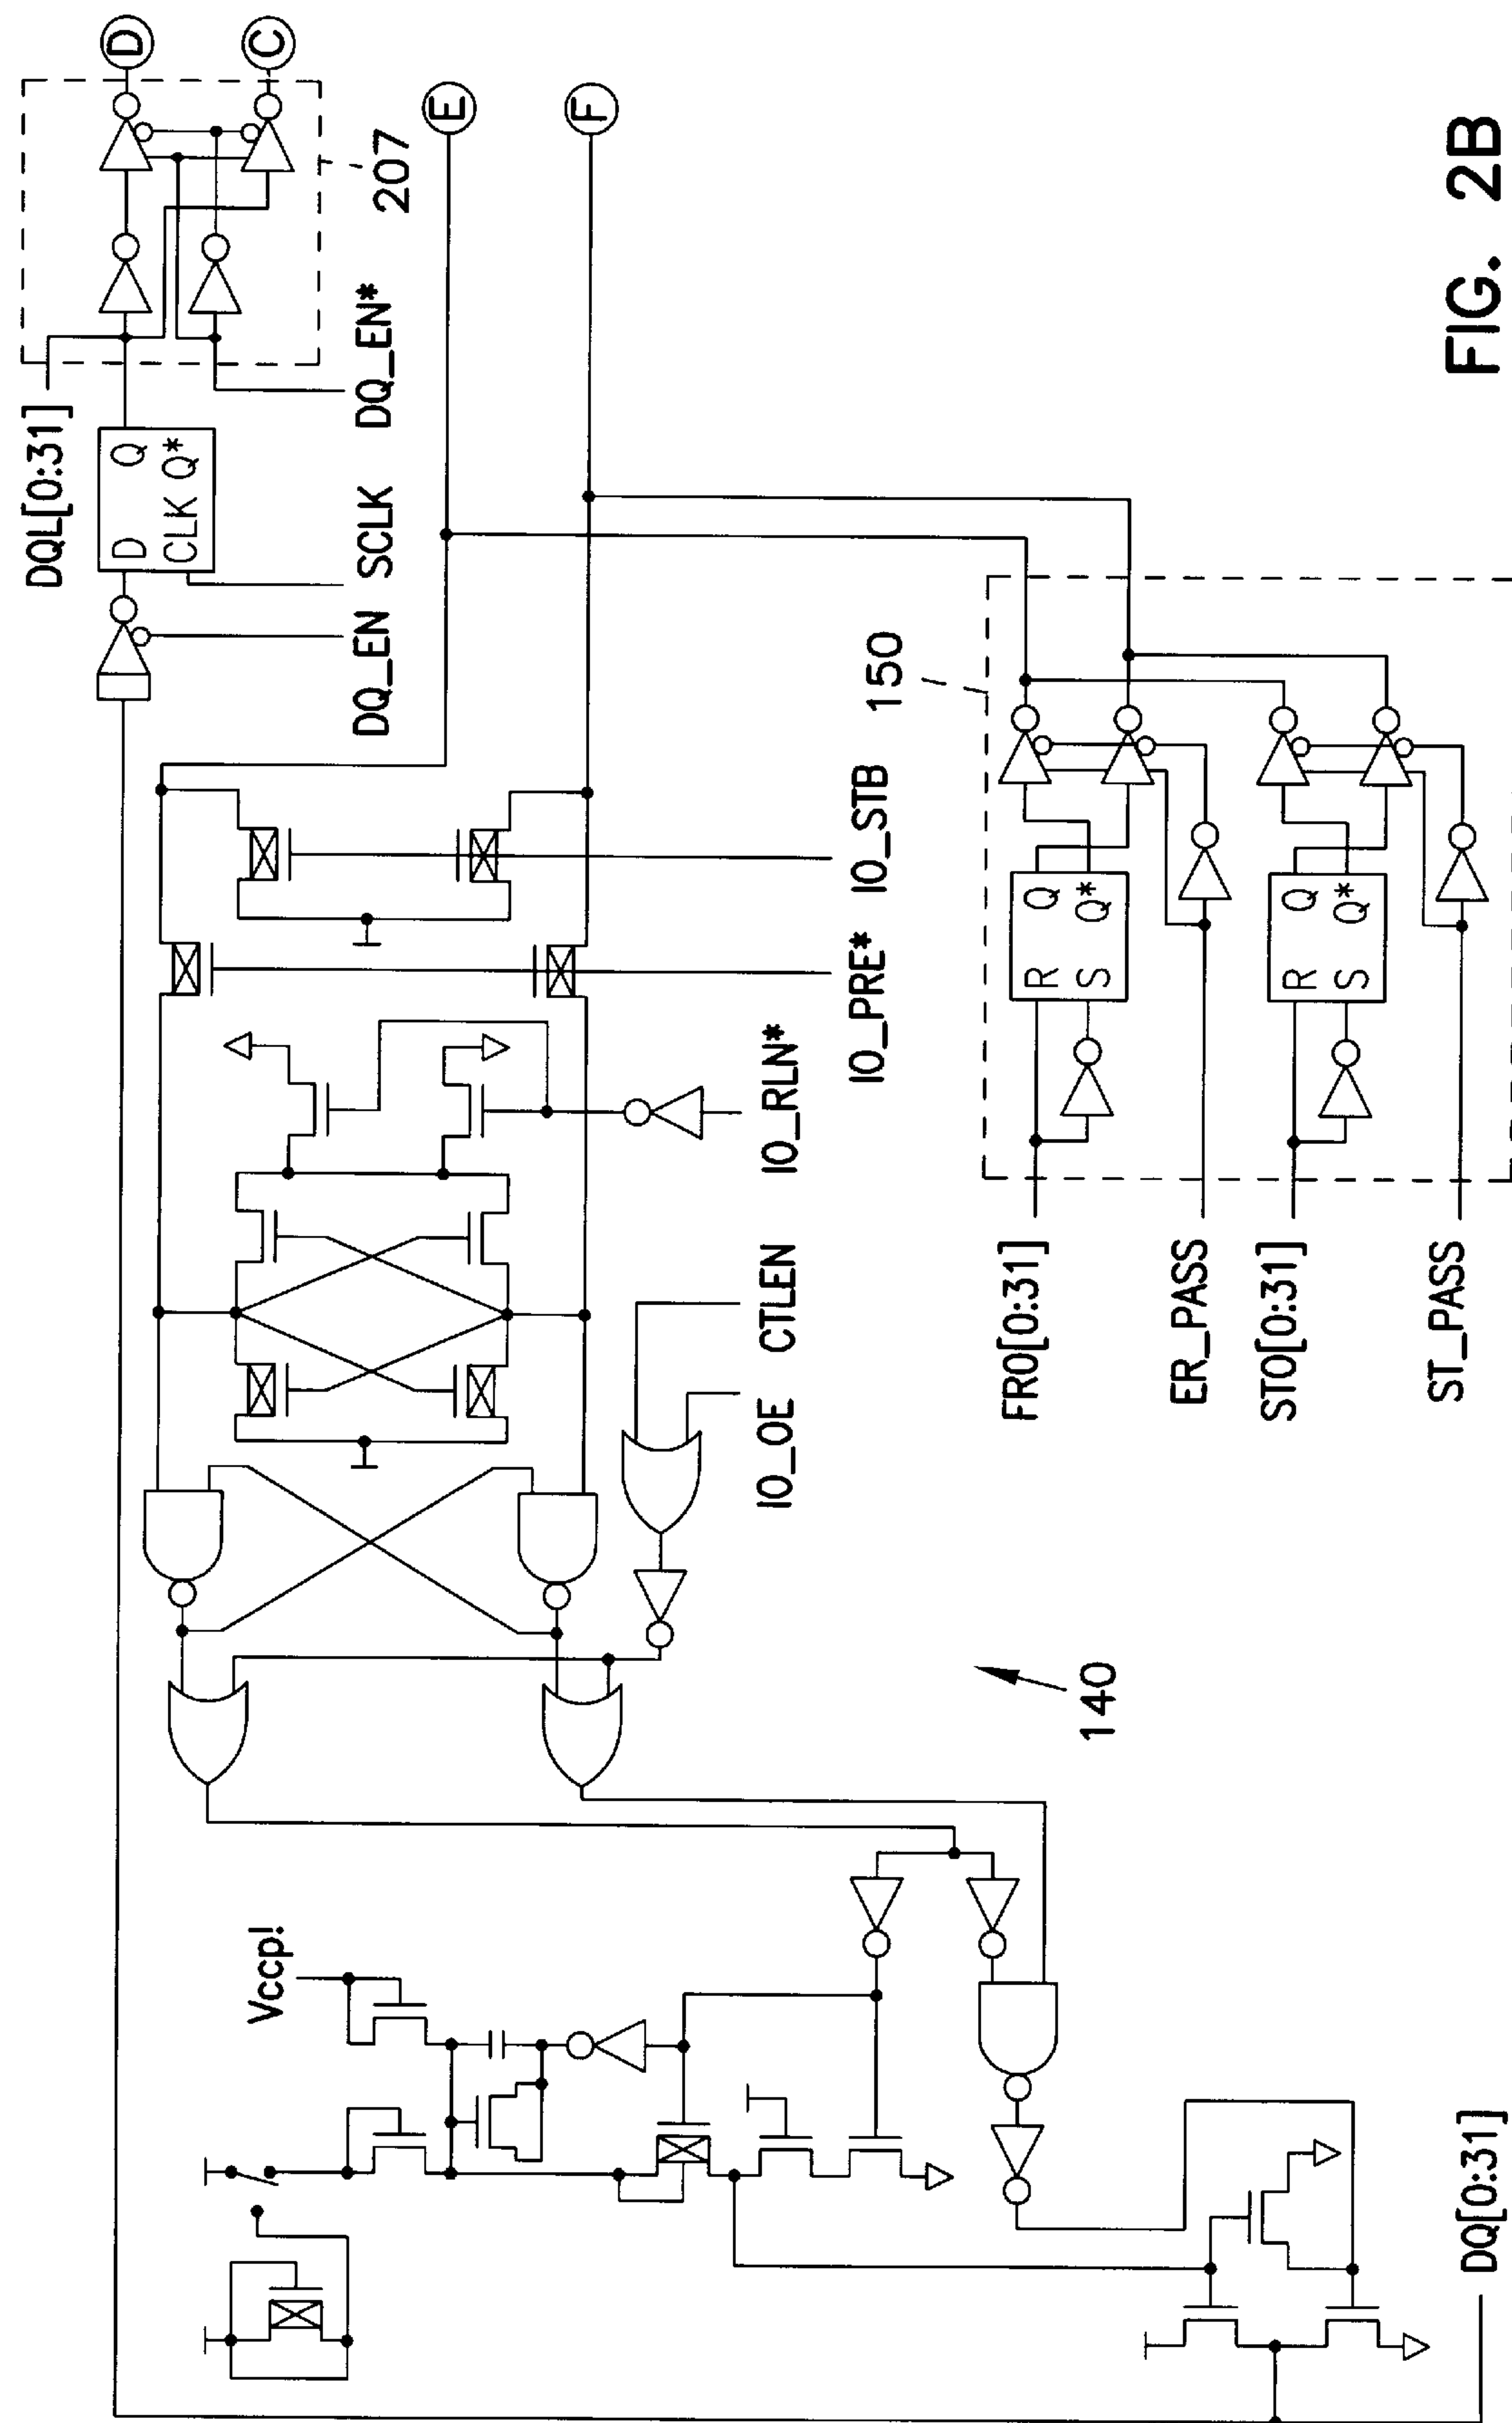 D
C
207
E
F
DQL[0:31]
D Q
CLK Q*
DQ_EN
SCLK
DQ_EN*
IO_STB
IO_PRE*
IO_RLN*
CTLEN
IO_OE
150
R Q
S Q*
R Q
S Q*
FRO[0:31]
ER_PASS
STO[0:31]
ST_PASS
140
Vccp!
DQ[0:31]
FIG. 2B